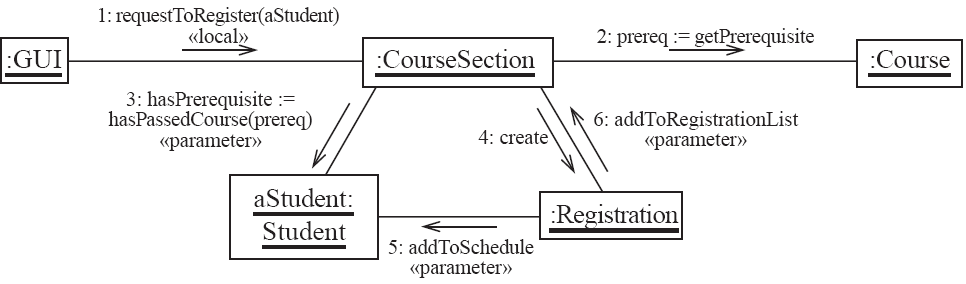 1: requestToRegister(aStudent)
«local»
2: prereq := getPrerequisite
:GUI
:CourseSection
:Course
3: hasPrerequisite :=
hasPassedCourse(prereq)
«parameter»
4: create
6: addToRegistrationList
«parameter»
aStudent:
Student
:Registration
5: addToSchedule
«parameter»